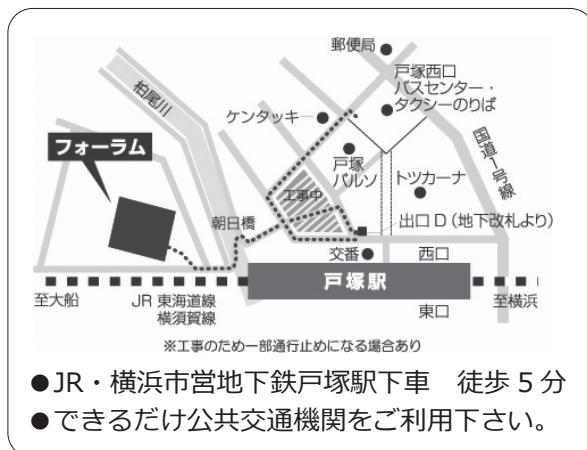 郵便局
戸塚西口
バスセンター・
タクシーのりば
柏尾川
ケンタッキー
国道1号線
フォーラム
戸塚
パルソ
工事中
トツカーナ
朝日橋
出口D（地下改札より）
交番
西口
戸塚駅
至大船
JR 東海道線
横須賀線
東口
至横浜
※工事のため一部通行止めになる場合あり
●JR・横浜市営地下鉄戸塚駅下車　徒歩 5 分
●できるだけ公共交通機関をご利用下さい。